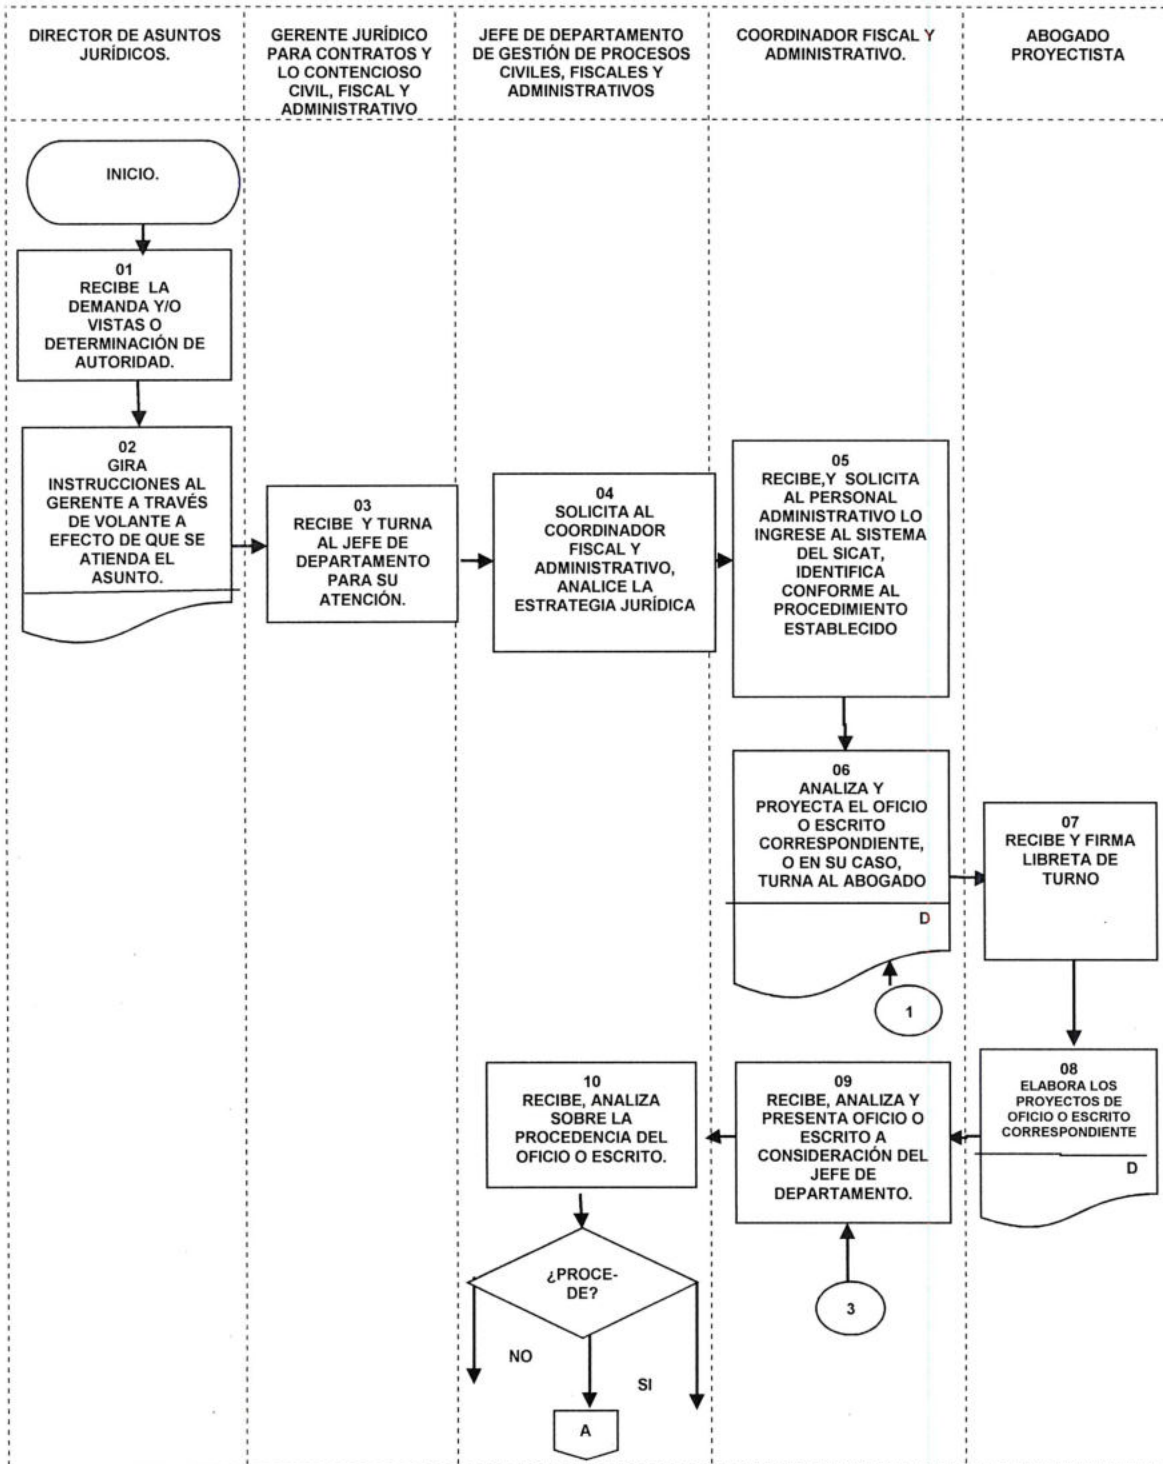 DIRECTOR DE ASUNTOS
JURÍDICOS.
GERENTE JURÍDICO
PARA CONTRATOS Y
LO CONTENCIOSO
CIVIL, FISCAL Y
ADMINISTRATIVO
JEFE DE DEPARTAMENTO
DE GESTIÓN DE PROCESOS
CIVILES, FISCALES Y
ADMINISTRATIVOS
COORDINADOR FISCAL Y
ADMINISTRATIVO.
ABOGADO
PROYECTISTA
INICIO.
01
RECIBE LA
DEMANDA Y/O
VISTAS O
DETERMINACIÓN DE
AUTORIDAD.
02
GIRA
INSTRUCCIONES AL
GERENTE A TRAVÉS
DE VOLANTE A
EFECTO DE QUE SE
ATIENDA EL
ASUNTO.
03
RECIBE Y TURNA
AL JEFE DE
DEPARTAMENTO
PARA SU
ATENCIÓN.
04
SOLICITA AL
COORDINADOR
FISCAL Y
ADMINISTRATIVO,
ANALICE LA
ESTRATEGIA JURÍDICA
05
RECIBE,Y SOLICITA
AL PERSONAL
ADMINISTRATIVO LO
INGRESE AL SISTEMA
DEL SICAT,
IDENTIFICA
CONFORME AL
PROCEDIMIENTO
ESTABLECIDO
06
ANALIZA Y
PROYECTA EL OFICIO
O ESCRITO
CORRESPONDIENTE,
O EN SU CASO,
TURNA AL ABOGADO
D
1
07
RECIBE Y FIRMA
LIBRETA DE
TURNO
08
ELABORA LOS
PROYECTOS DE
OFICIO O ESCRITO
CORRESPONDIENTE
D
09
RECIBE, ANALIZA Y
PRESENTA OFICIO O
ESCRITO A
CONSIDERACIÓN DEL
JEFE DE
DEPARTAMENTO.
3
10
RECIBE, ANALIZA
SOBRE LA
PROCEDENCIA DEL
OFICIO O ESCRITO.
¿PROCE-
DE?
NO
SI
A